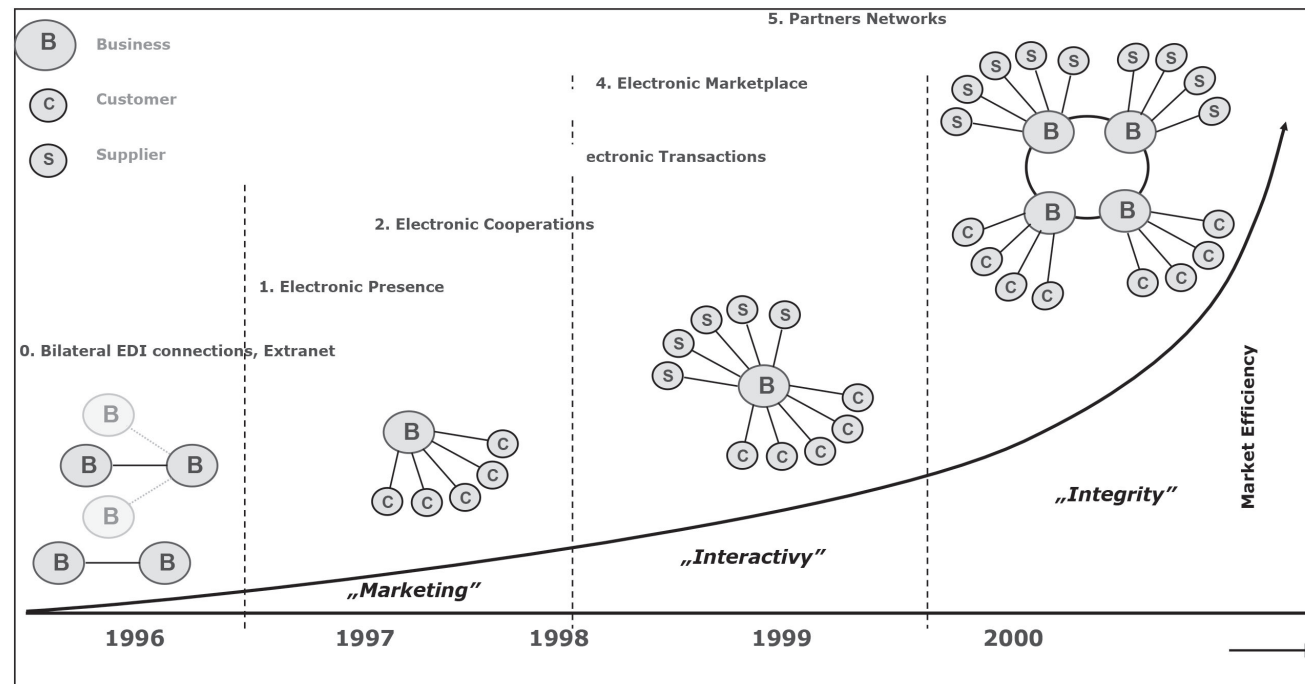 5. Partners Networks
B Business
C Customer
S Supplier
4. Electronic Marketplace
ectronic Transactions
2. Electronic Cooperations
1. Electronic Presence
0. Bilateral EDI connections, Extranet
S
S
S
S
S
S
S
S
S
S
B
B
B
B
C
C
C
C
C
C
C
C
S
S
S
S
S
B
C
C
C
C
C
C
B
C
C
C
C
C
B
B
B
B
B
B
Market Efficiency
„Integrity”
„Interactivy”
„Marketing”
1996
1997
1998
1999
2000